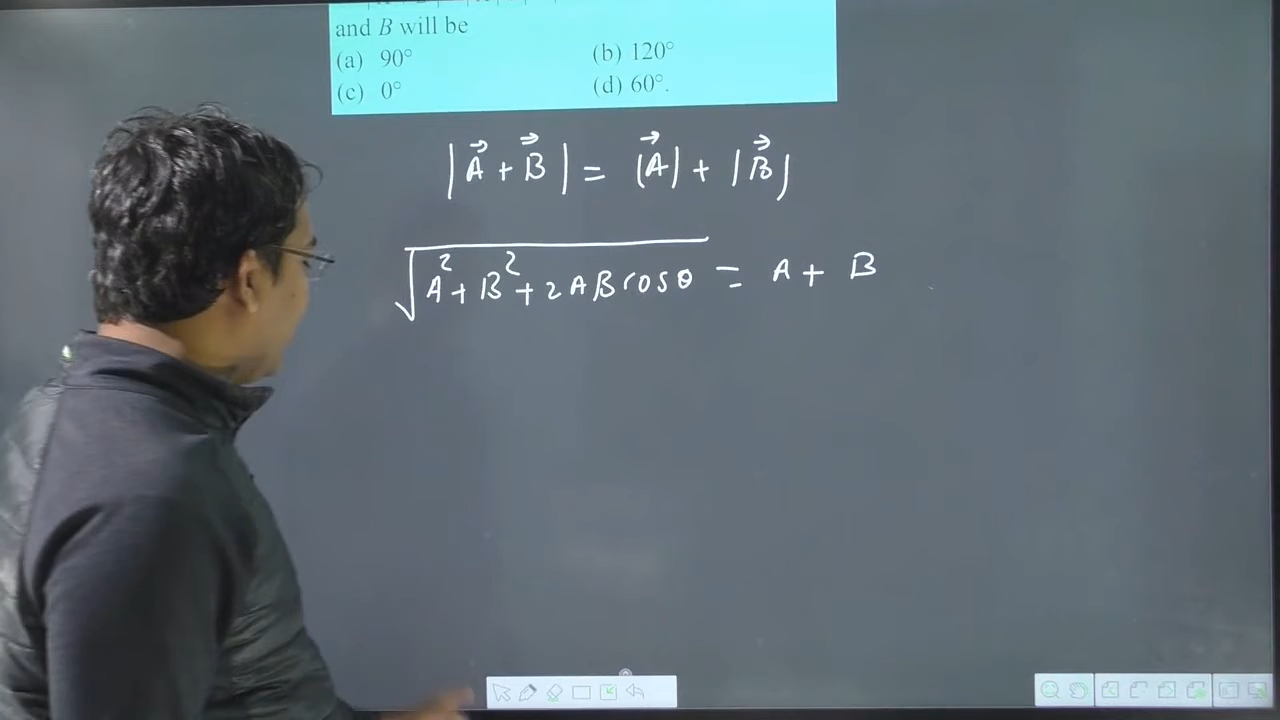 and B will be
(a) 90°
(b) 120°
(c) 0°
(d) 60°.
|A⃗ + B⃗| = |A⃗| + |B⃗|
√(A² + B² + 2ABcosθ) = A + B